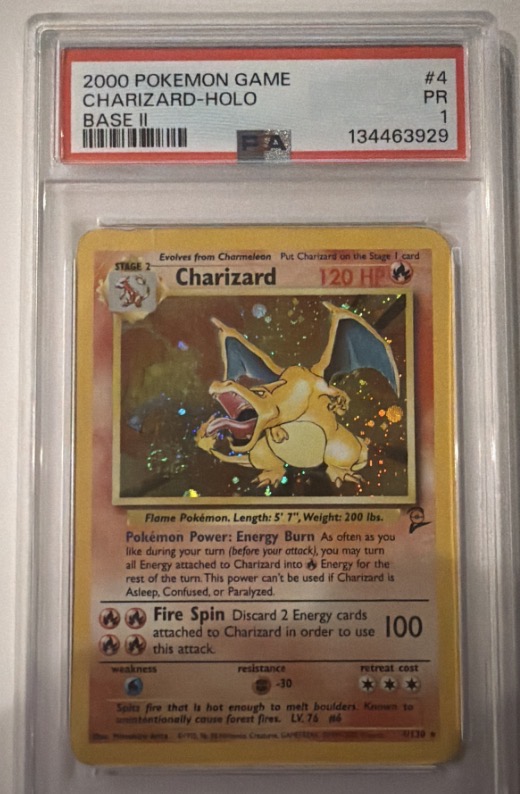 2000 POKEMON GAME #4
CHARIZARD-HOLO PR
BASE II 1
PSA 134463929
Evolves from Charmeleon Put Charizard on the Stage 1 card
STAGE 2
Charizard 120 HP
Flame Pokémon. Length: 5' 7", Weight: 200 lbs.
Pokémon Power: Energy Burn As often as you
like during your turn (before your attack), you may turn
all Energy attached to Charizard into Energy for the
rest of the turn. This power can't be used if Charizard is
Asleep, Confused, or Paralyzed.
Fire Spin Discard 2 Energy cards
attached to Charizard in order to use 100
this attack.
weakness resistance retreat cost
-30
Spits fire that is hot enough to melt boulders. Known to
unintentionally cause forest fires. LV. 76 #6
4/130